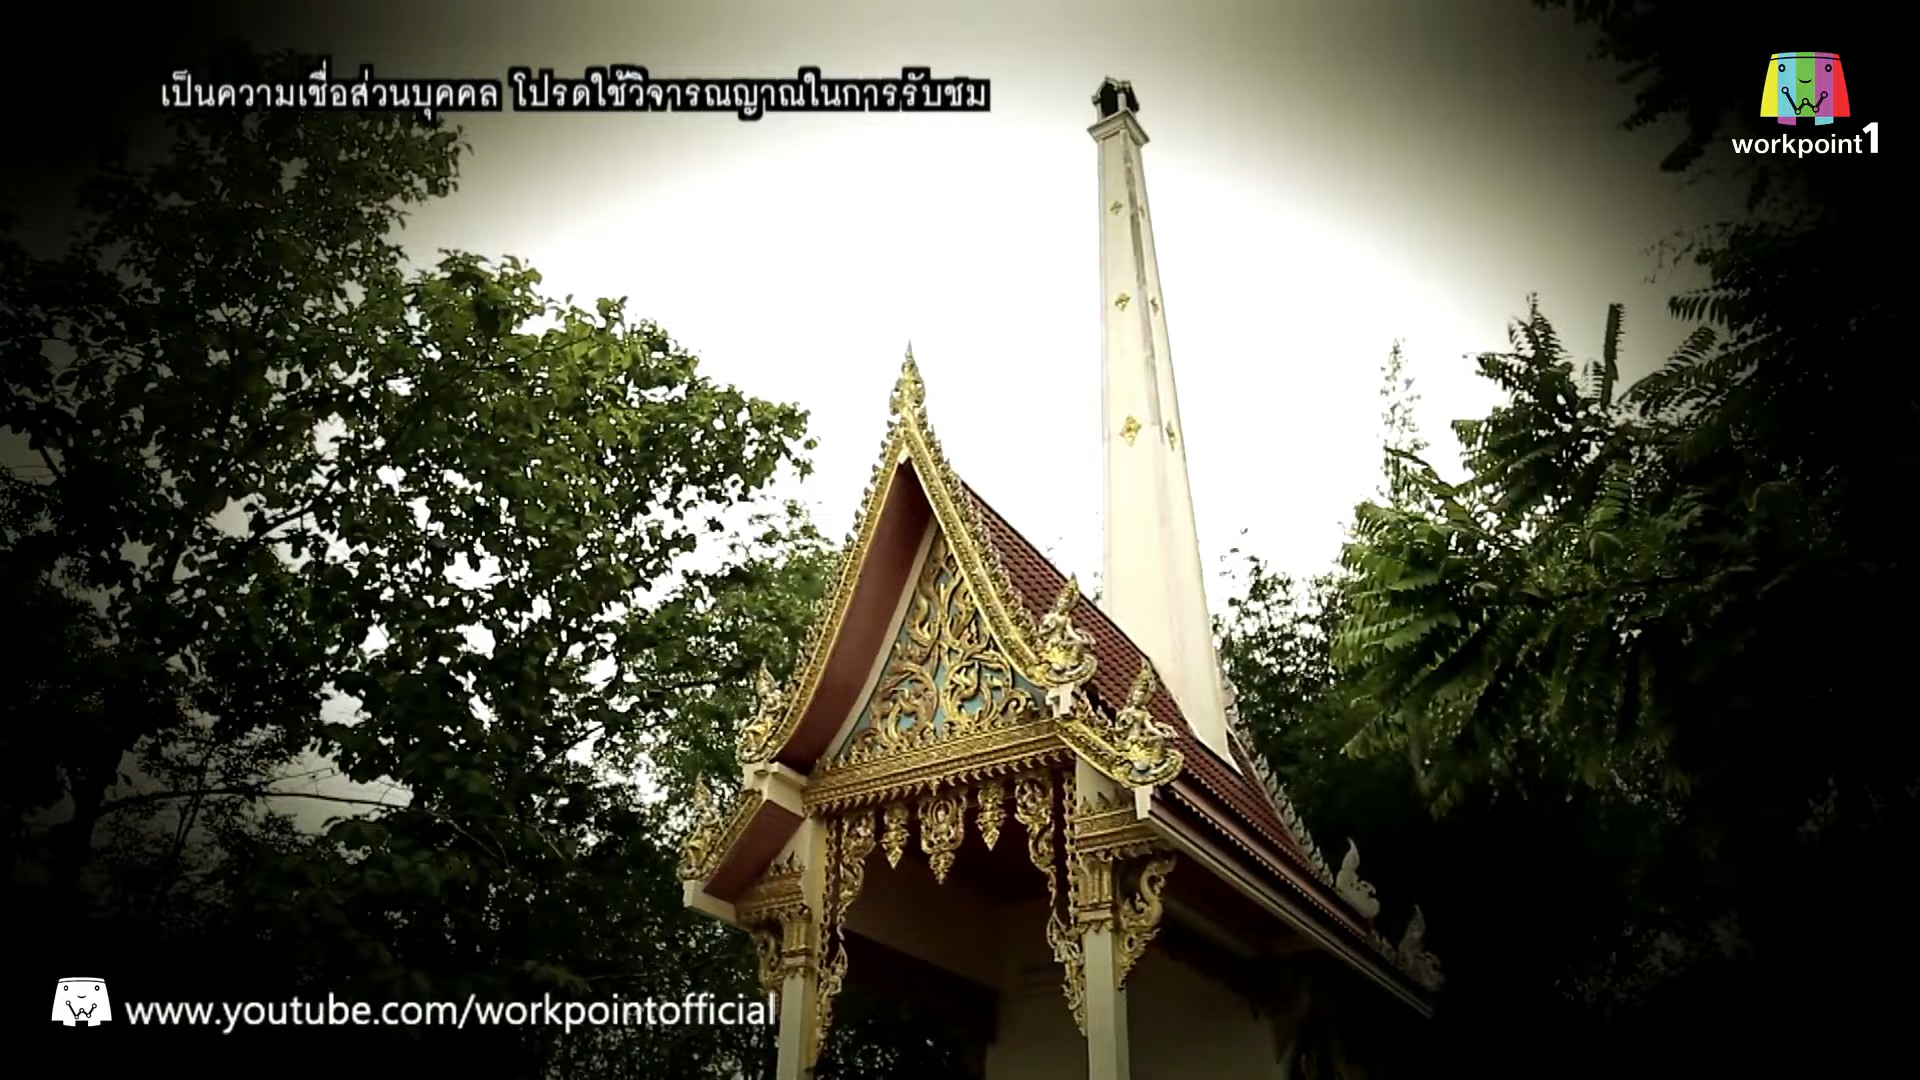 เป็นความเชื่อส่วนบุคคล โปรดใช้วิจารณญาณในการรับชม
workpoint1
www.youtube.com/workpointofficial